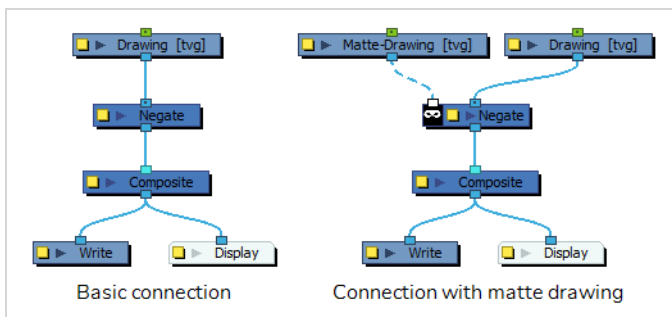 Drawing [tvg]
Negate
Composite
Write
Display
Basic connection
Matte-Drawing [tvg]
Drawing [tvg]
Negate
Composite
Write
Display
Connection with matte drawing